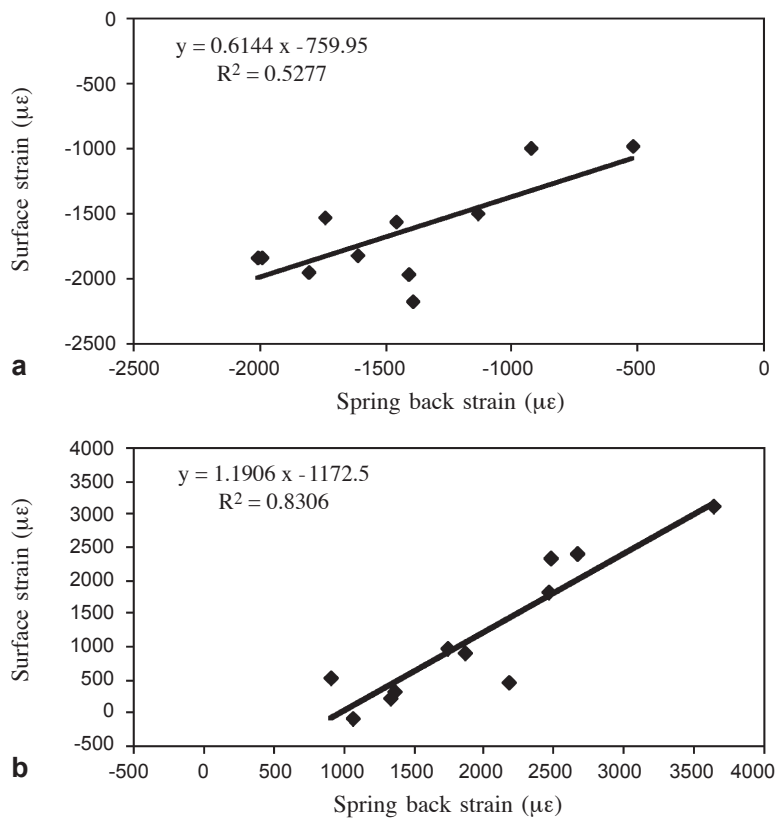 0
-500
-1000
-1500
-2000
-2500
Surface strain (με)
y = 0.6144 x -759.95
R² = 0.5277
-2500 -2000 -1500 -1000 -500 0
a
Spring back strain (με)
4000
3500
3000
2500
2000
1500
1000
500
0
-500
Surface strain (με)
y = 1.1906 x -1172.5
R² = 0.8306
-500 0 500 1000 1500 2000 2500 3000 3500 4000
b
Spring back strain (με)